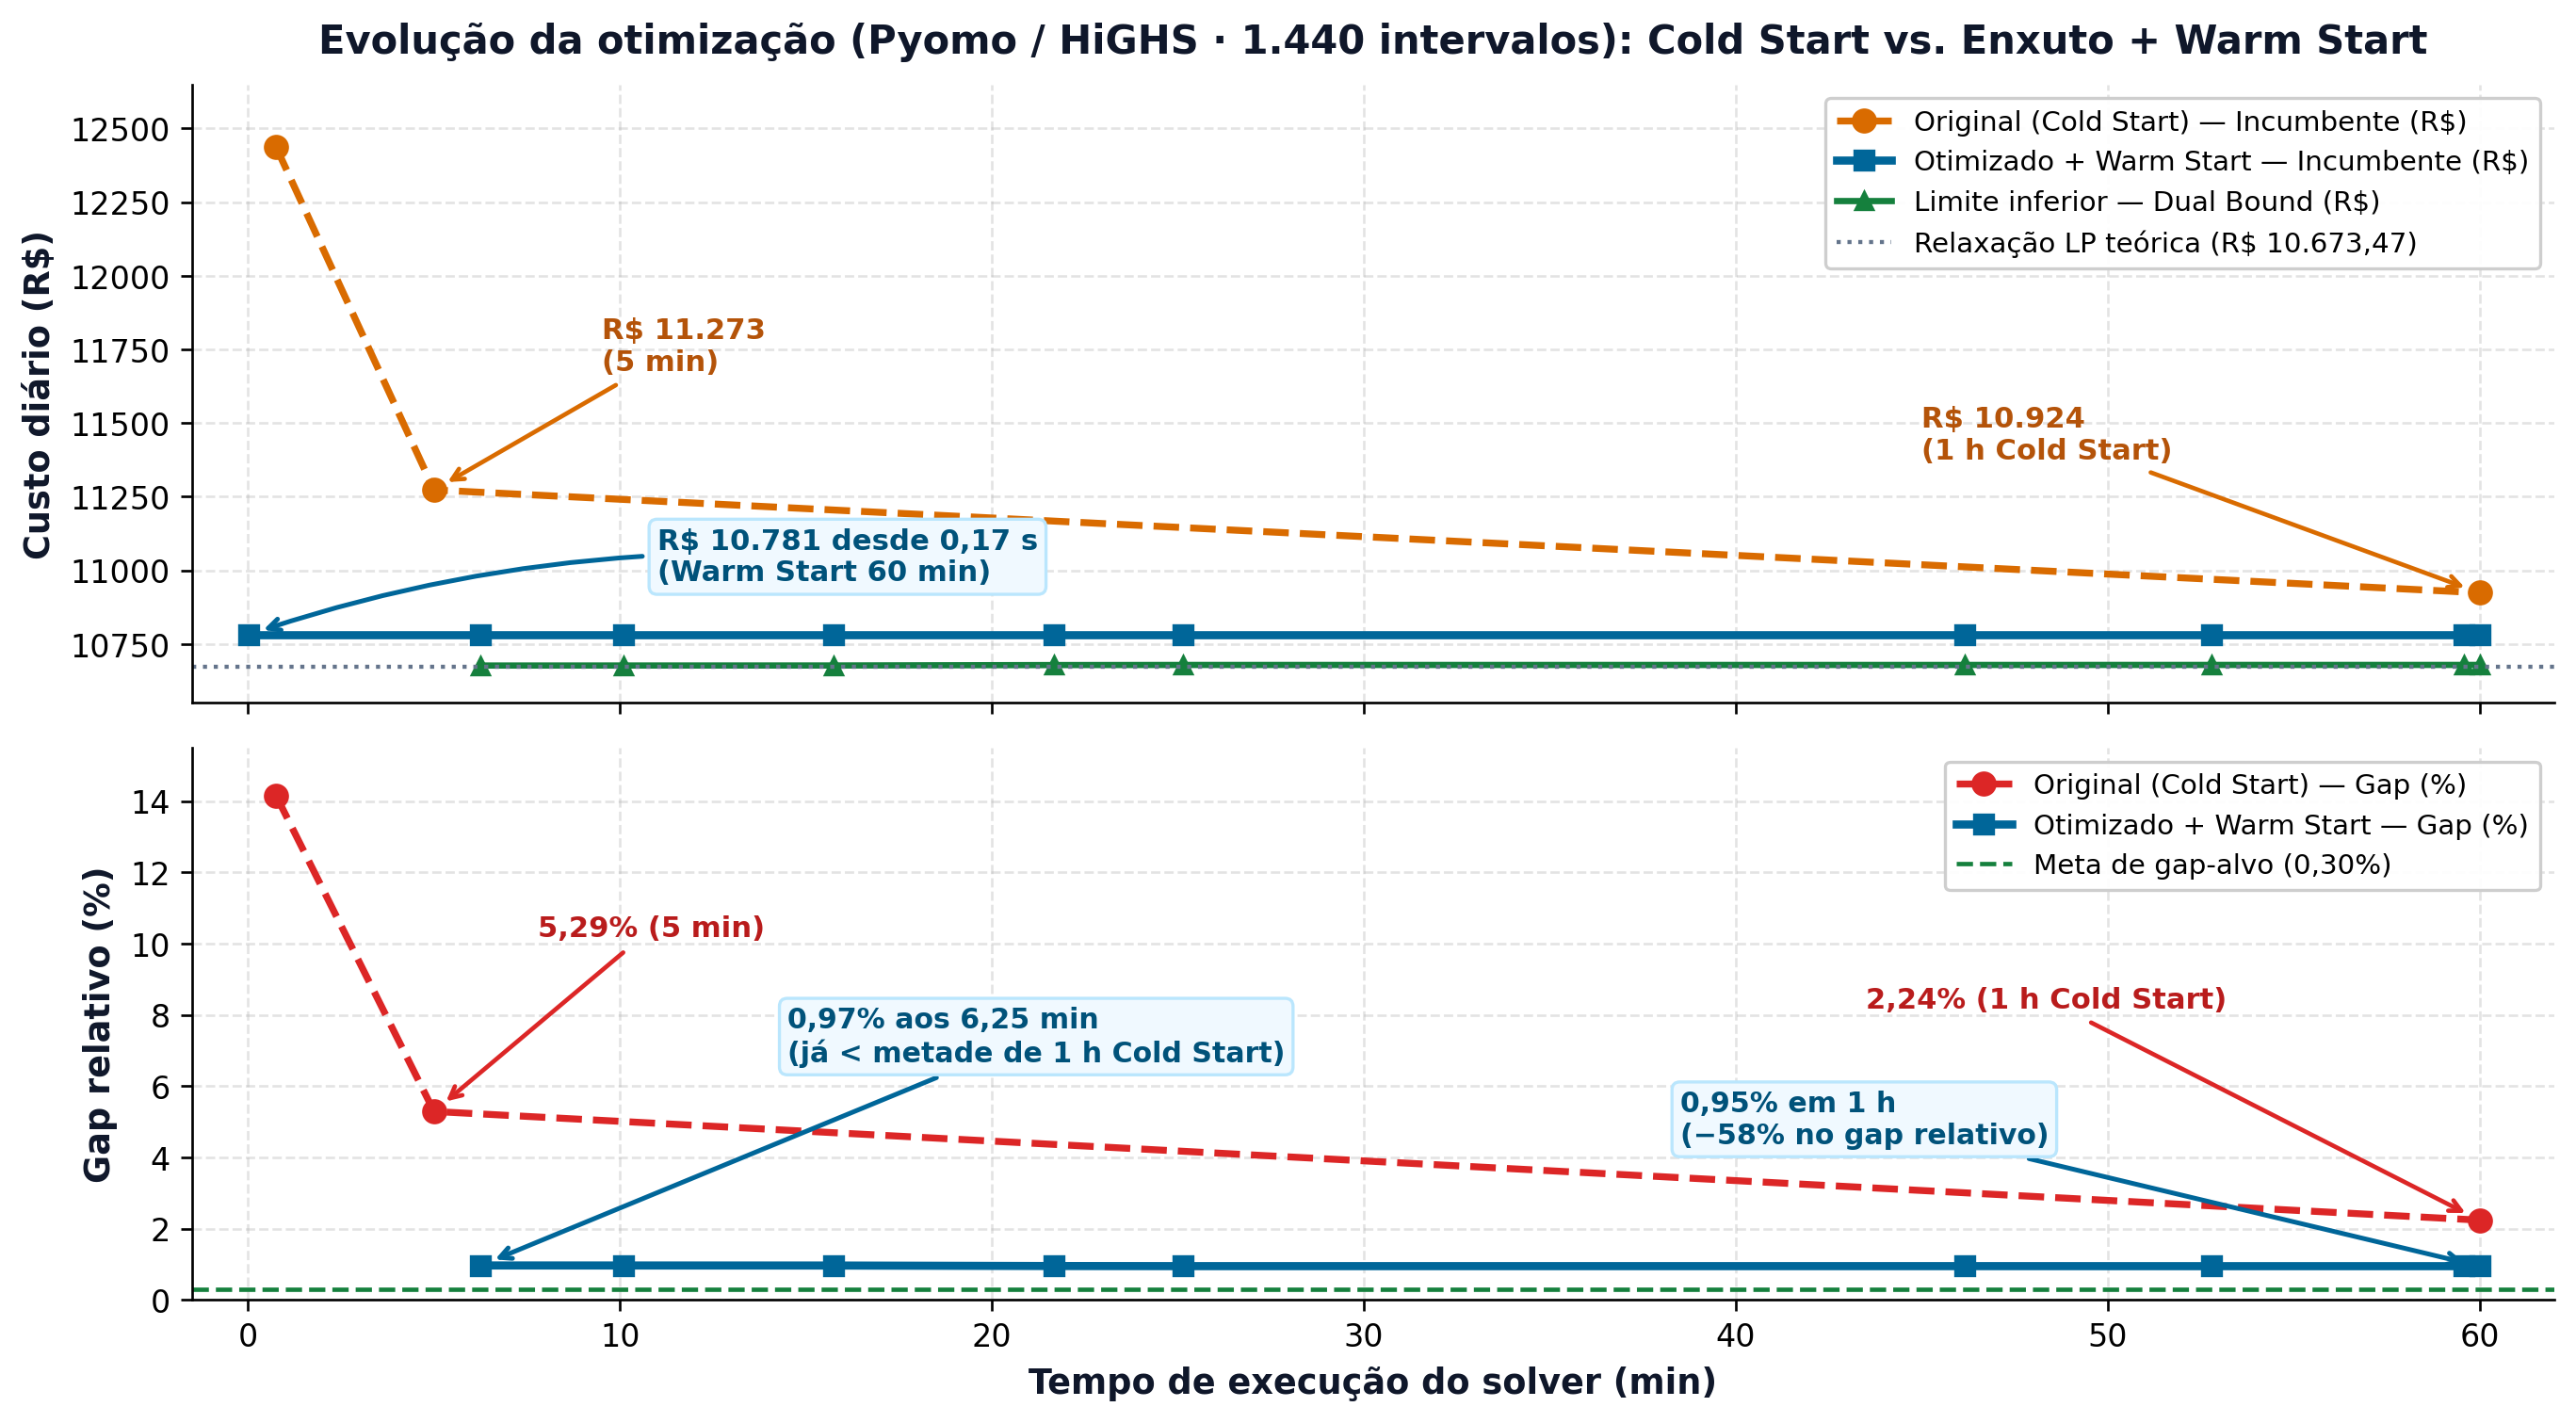 Evolução da otimização (Pyomo / HiGHS · 1.440 intervalos): Cold Start vs. Enxuto + Warm Start
Custo diário (R$)
12500
12250
12000
11750
11500
11250
11000
10750
Original (Cold Start) — Incumbente (R$)
Otimizado + Warm Start — Incumbente (R$)
Limite inferior — Dual Bound (R$)
Relaxação LP teórica (R$ 10.673,47)
R$ 11.273
(5 min)
R$ 10.924
(1 h Cold Start)
R$ 10.781 desde 0,17 s
(Warm Start 60 min)
Gap relativo (%)
14
12
10
8
6
4
2
0
Original (Cold Start) — Gap (%)
Otimizado + Warm Start — Gap (%)
Meta de gap-alvo (0,30%)
5,29% (5 min)
0,97% aos 6,25 min
(já < metade de 1 h Cold Start)
2,24% (1 h Cold Start)
0,95% em 1 h
(−58% no gap relativo)
0
10
20
30
40
50
60
Tempo de execução do solver (min)